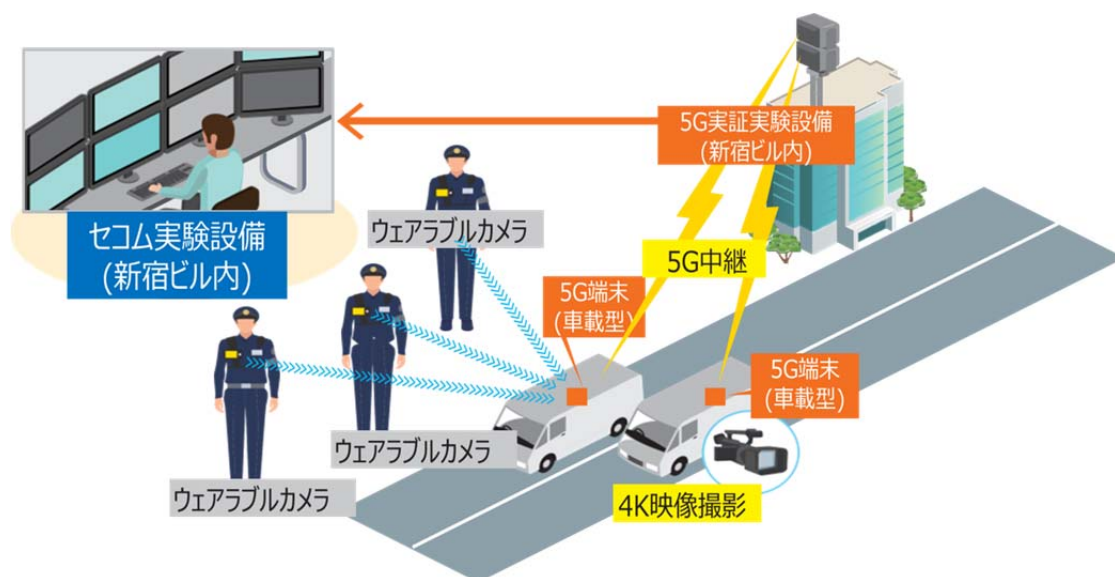 5G実証実験設備
(新宿ビル内)
セコム実験設備
(新宿ビル内)
ウェアラブルカメラ
5G中継
5G端末
(車載型)
5G端末
(車載型)
ウェアラブルカメラ
ウェアラブルカメラ
4K映像撮影